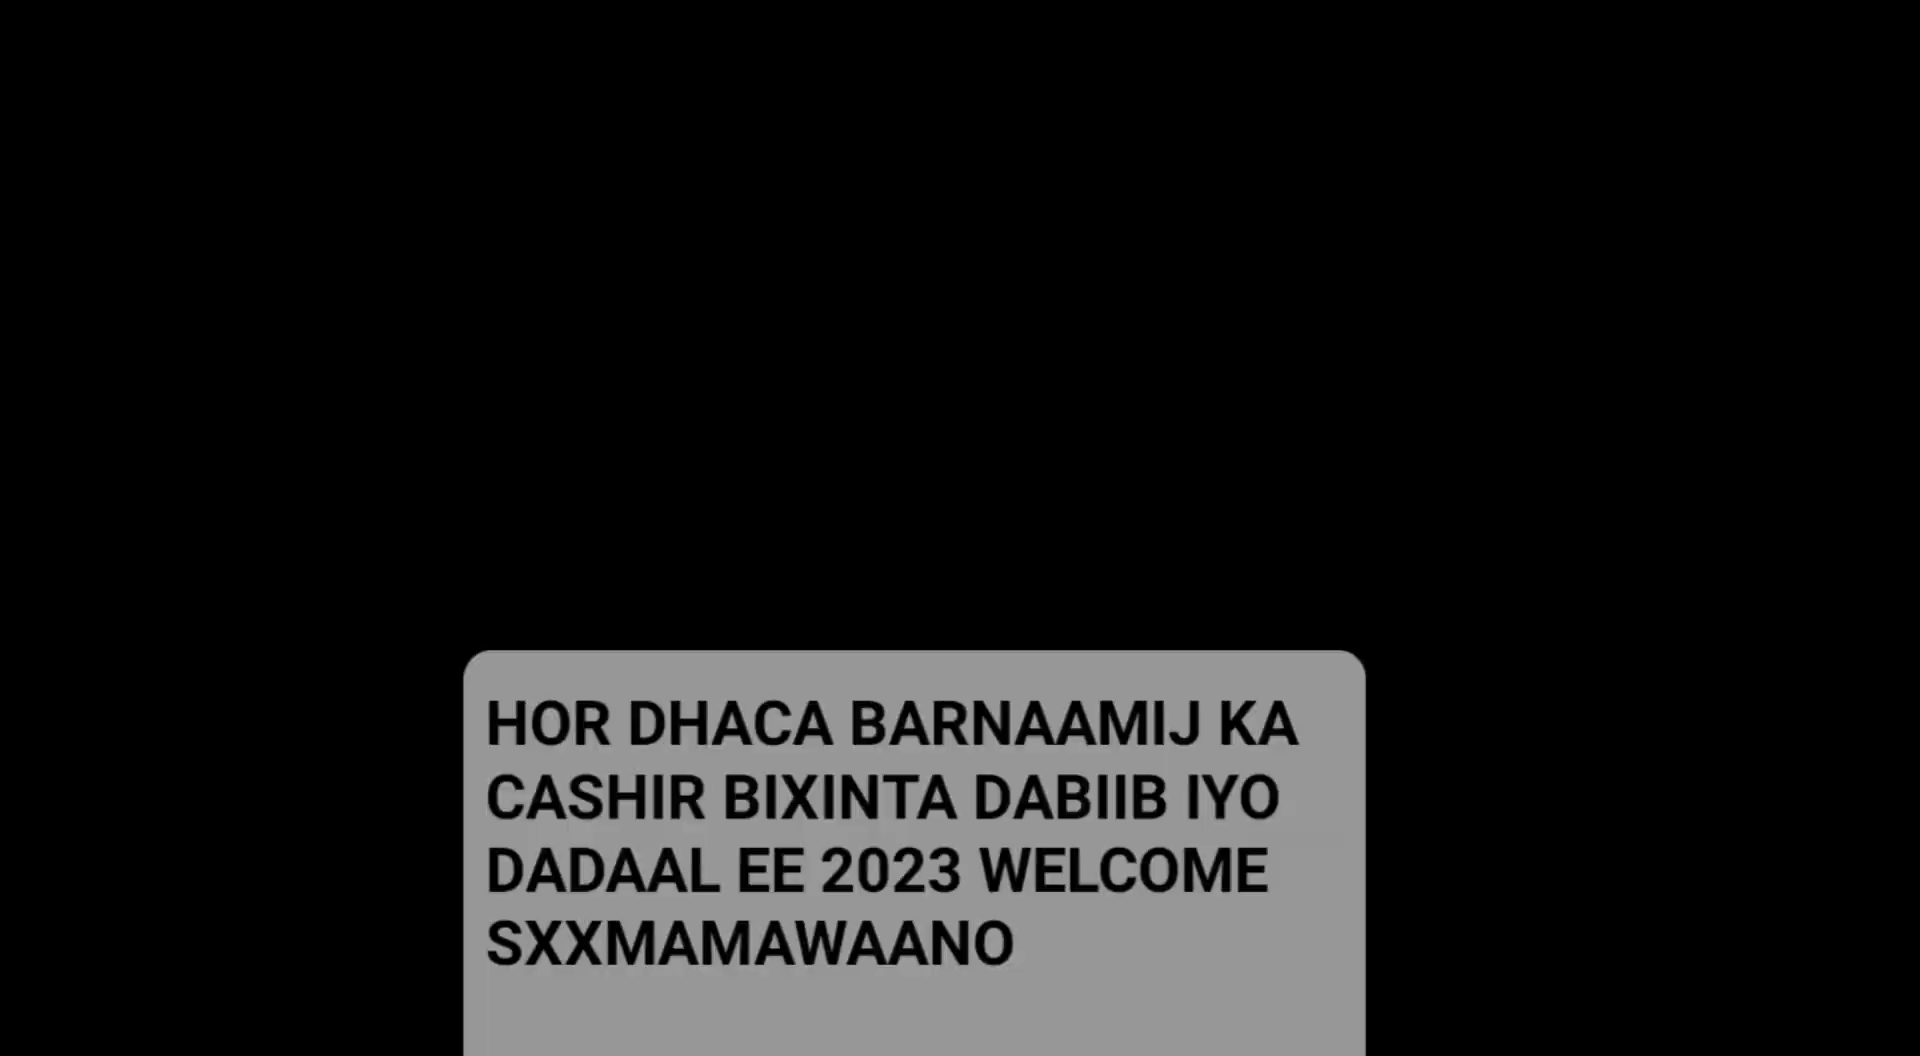 HOR DHACA BARNAAMIJ KA
CASHIR BIXINTA DABIIB IYO
DADAAL EE 2023 WELCOME
SXXMAMAWAANO